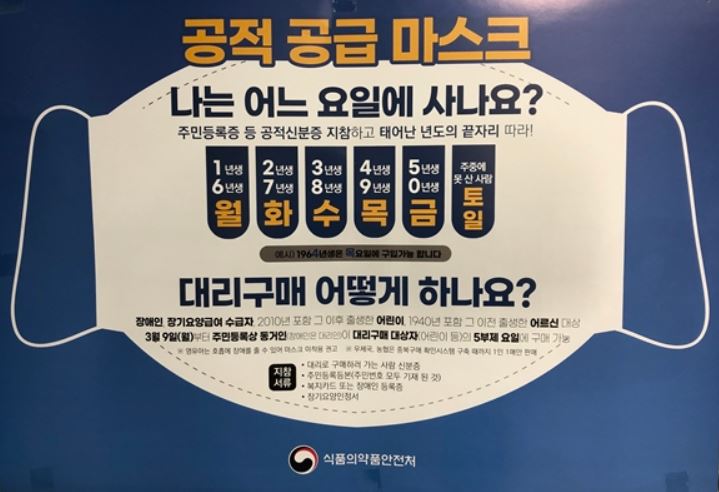 공적 공급 마스크
나는 어느 요일에 사나요?
주민등록증 등 공적신분증 지참하고 태어난 년도의 끝자리 따라!
1년생 2년생 3년생 4년생 5년생 주중에
6년생 7년생 8년생 9년생 0년생 못 산 사람
월 화 수 목 금 토
일
예시) 1964년생은 목요일에 구입가능 합니다
대리구매 어떻게 하나요?
장애인, 장기요양급여 수급자, 2010년 포함 그 이후 출생한 어린이, 1940년 포함 그 이전 출생한 어르신 대상
3월 9일(월)부터 주민등록상 동거인(장애인은 대리인)이 대리구매 대상자(어린이 등)의 5부제 요일에 구매 가능
※ 영유아는 호흡에 장애를 줄 수 있어 마스크 미착용 권고 ※ 우체국, 농협은 중복구매 확인시스템 구축 때까지 1인 1매만 판매
지참
서류
• 대리로 구매하러 가는 사람 신분증
• 주민등록등본(주민번호 모두 기재 된 것)
• 복지카드 또는 장애인 등록증
• 장기요양인정서
식품의약품안전처